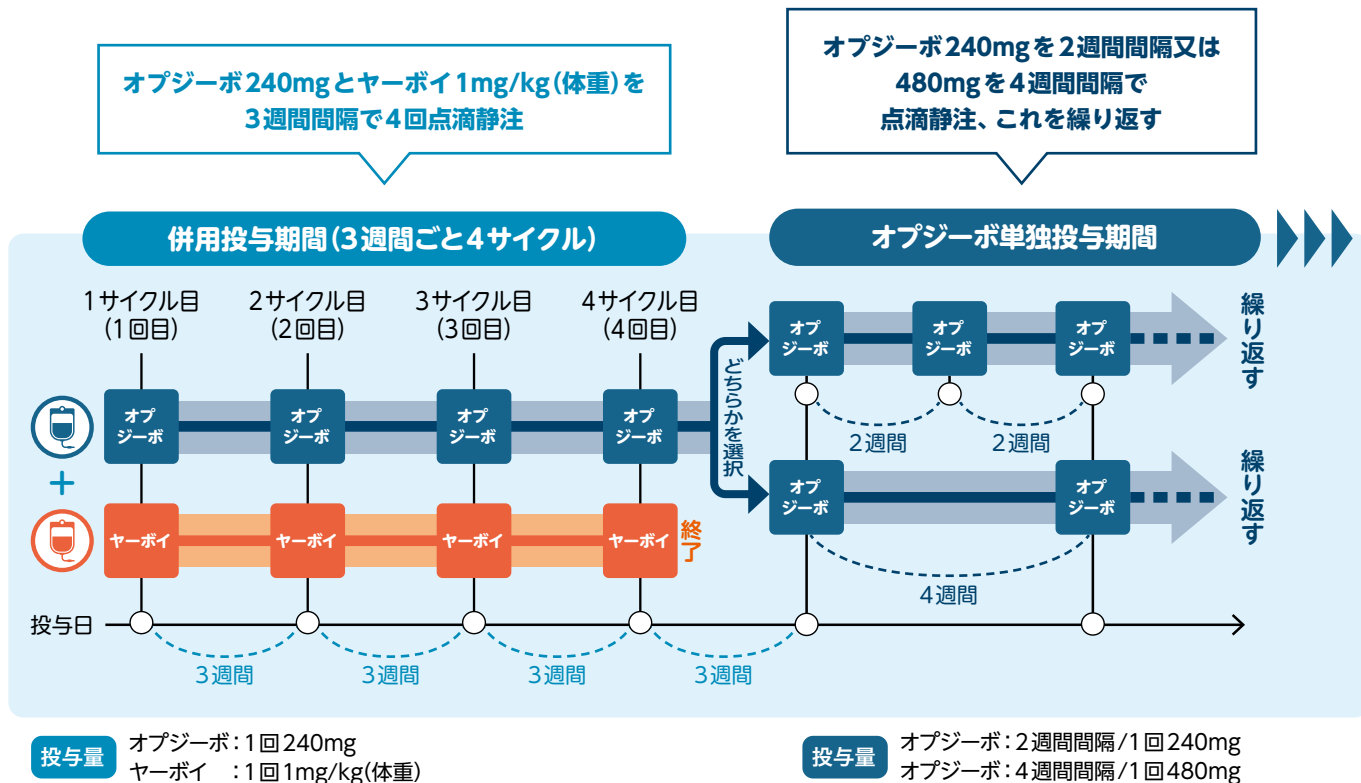 オプジーボ240mgとヤーボイ1mg/kg(体重)を
3週間間隔で4回点滴静注
オプジーボ240mgを2週間間隔又は
480mgを4週間間隔で
点滴静注、これを繰り返す
併用投与期間(3週間ごと4サイクル)
オプジーボ単独投与期間
1サイクル目
(1回目)
2サイクル目
(2回目)
3サイクル目
(3回目)
4サイクル目
(4回目)
オプ
ジーボ
オプ
ジーボ
オプ
ジーボ
オプ
ジーボ
+
ヤーボイ
ヤーボイ
ヤーボイ
ヤーボイ
終了
どちらかを選択
オプ
ジーボ
オプ
ジーボ
オプ
ジーボ
繰り返す
2週間
2週間
オプ
ジーボ
オプ
ジーボ
繰り返す
4週間
投与日
3週間
3週間
3週間
3週間
投与量
オプジーボ:1回240mg
ヤーボイ :1回1mg/kg(体重)
投与量
オプジーボ:2週間間隔/1回240mg
オプジーボ:4週間間隔/1回480mg